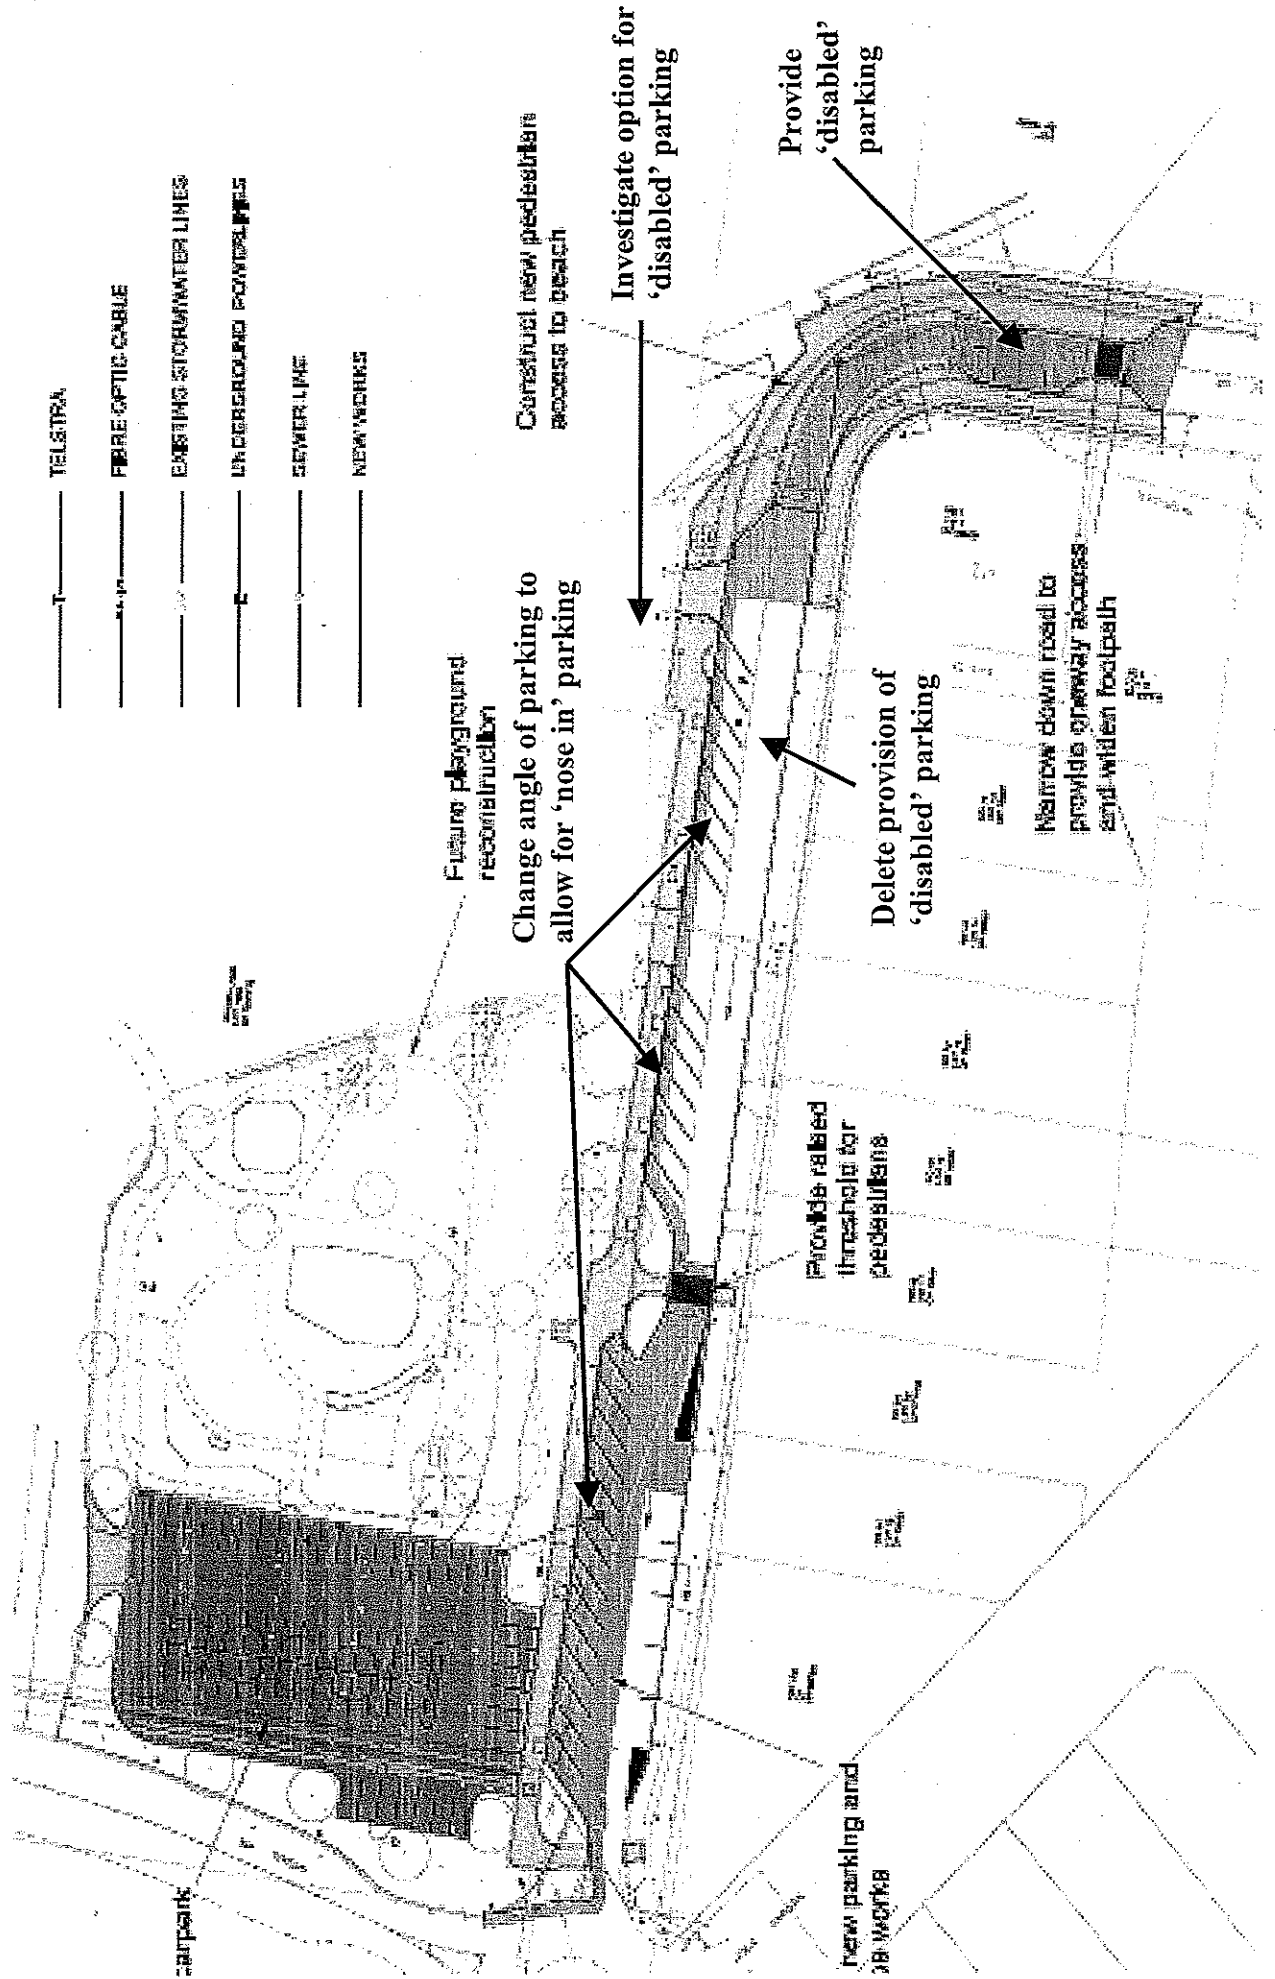 TELSTRA
FIBRE OPTIC CABLE
EXISTING STORMWATER LINES
UNDERGROUND POWERLINES
SEWER LINE
NEW WORKS
Future playground
reconstruction
Construct new pedestrian
access to beach
Change angle of parking to
allow for ‘nose in’ parking
Investigate option for
‘disabled’ parking
Provide
‘disabled’
parking
carpark
Provide raised
threshold for
pedestrians
Delete provision of
‘disabled’ parking
Narrow down road to
provide oneway access
and widen footpath
new parking and
works